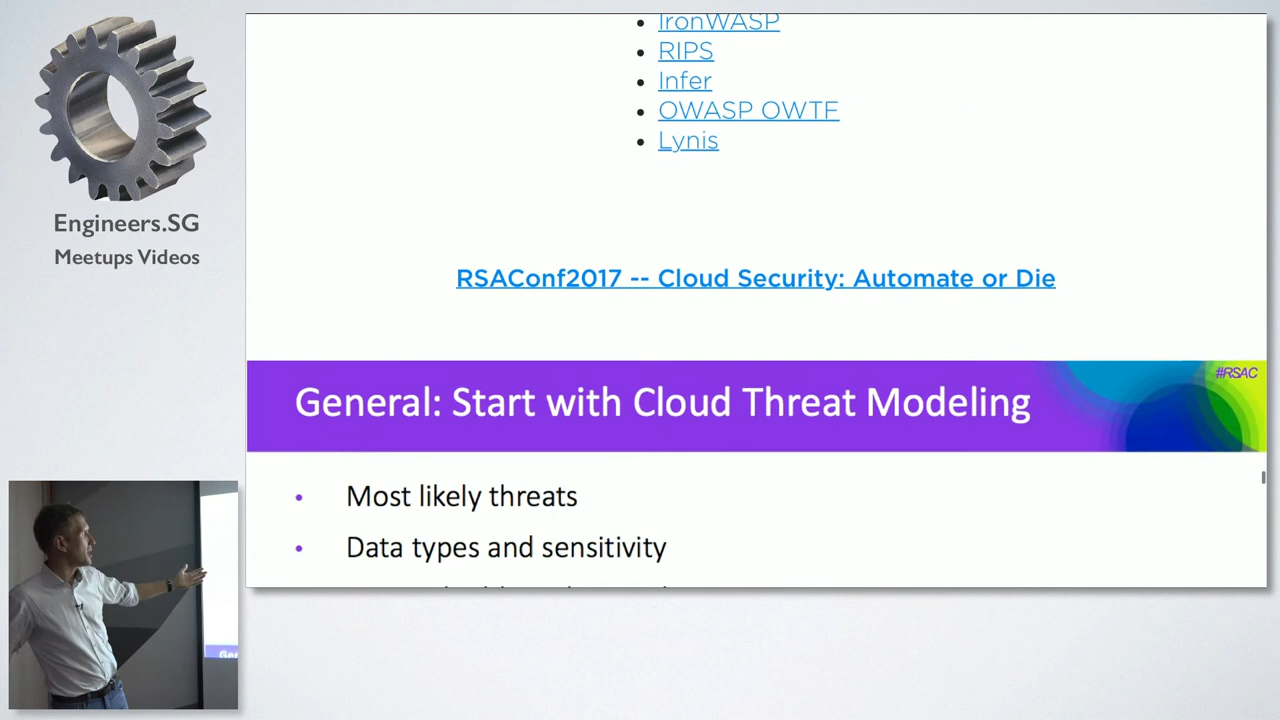 IronWASP
RIPS
Infer
OWASP OWTF
Lynis
Engineers.SG
Meetups Videos
RSAConf2017 -- Cloud Security: Automate or Die
#RSAC
General: Start with Cloud Threat Modeling
Most likely threats
Data types and sensitivity
Ger